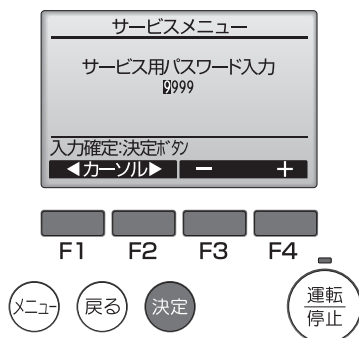 サービスメニュー
サービス用パスワード入力
9999
入力確定:決定ボタン
◀カーソル▶ − +
F1 F2 F3 F4
メニュー 戻る 決定 運転
停止